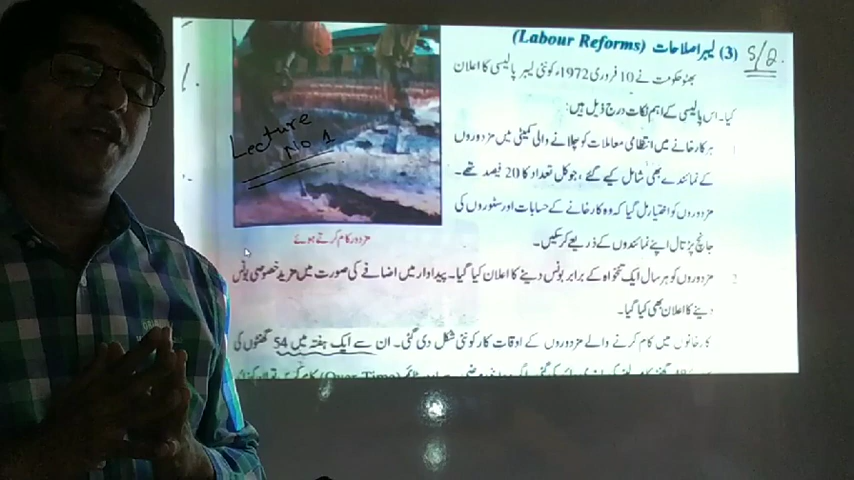 (3) لیبر اصلاحات (Labour Reforms)
S/Q.
بھٹو حکومت نے 10 فروری 1972ء کو نئی لیبر پالیسی کا اعلان
کیا۔ اس پالیسی کے اہم نکات درج ذیل ہیں:
1 ہر کارخانے میں انتظامی معاملات کو چلانے والی کمیٹی میں مزدوروں
کے نمائندے بھی شامل کیے گئے، جو کل تعداد کا 20 فیصد تھے۔
مزدوروں کو اختیار مل گیا کہ وہ کارخانے کے حسابات اور سٹوروں کی
جانچ پڑتال اپنے نمائندوں کے ذریعے کر سکیں۔
Lecture
No. 1
مزدور کام کرتے ہوئے
2 مزدوروں کو ہر سال ایک تنخواہ کے برابر بونس دینے کا اعلان کیا گیا۔ پیداوار میں اضافے کی صورت میں مزید خصوصی بونس
دینے کا اعلان بھی کیا گیا۔
کارخانوں میں کام کرنے والے مزدوروں کے اوقات کار کو نئی شکل دی گئی۔ ان سے ایک ہفتہ میں 54 گھنٹوں کی
(Over Time)